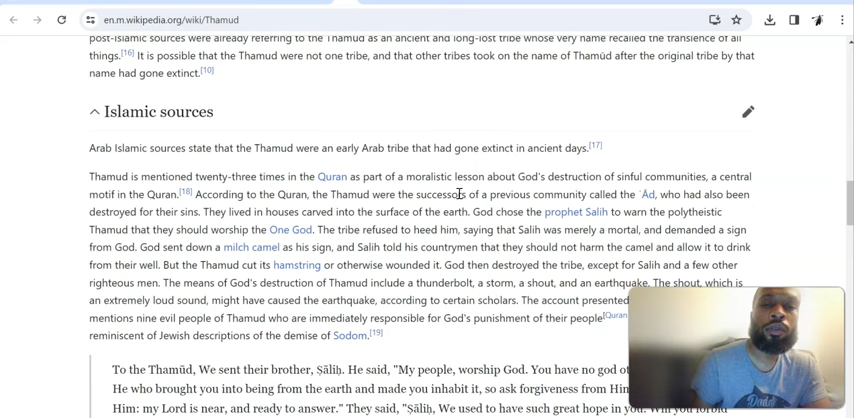 en.m.wikipedia.org/wiki/Thamud
post-Islamic sources were already referring to the Thamud as an ancient and long-lost tribe whose very name recalled the transience of all
things.[16] It is possible that the Thamud were not one tribe, and that other tribes took on the name of Thamūd after the original tribe by that
name had gone extinct.[10]
Islamic sources
Arab Islamic sources state that the Thamud were an early Arab tribe that had gone extinct in ancient days.[17]
Thamud is mentioned twenty-three times in the Quran as part of a moralistic lesson about God's destruction of sinful communities, a central
motif in the Quran.[18] According to the Quran, the Thamud were the successors of a previous community called the ʿĀd, who had also been
destroyed for their sins. They lived in houses carved into the surface of the earth. God chose the prophet Salih to warn the polytheistic
Thamud that they should worship the One God. The tribe refused to heed him, saying that Salih was merely a mortal, and demanded a sign
from God. God sent down a milch camel as his sign, and Salih told his countrymen that they should not harm the camel and allow it to drink
from their well. But the Thamud cut its hamstring or otherwise wounded it. God then destroyed the tribe, except for Salih and a few other
righteous men. The means of God's destruction of Thamud include a thunderbolt, a storm, a shout, and an earthquake. The shout, which is
an extremely loud sound, might have caused the earthquake, according to certain scholars. The account presented
mentions nine evil people of Thamud who are immediately responsible for God's punishment of their people[Quran
reminiscent of Jewish descriptions of the demise of Sodom.[19]
To the Thamūd, We sent their brother, Ṣāliḥ. He said, "My people, worship God. You have no god
He who brought you into being from the earth and made you inhabit it, so ask forgiveness from Him
Him: my Lord is near, and ready to answer." They said, "Ṣāliḥ, We used to have such great hope in you. Will you forbid